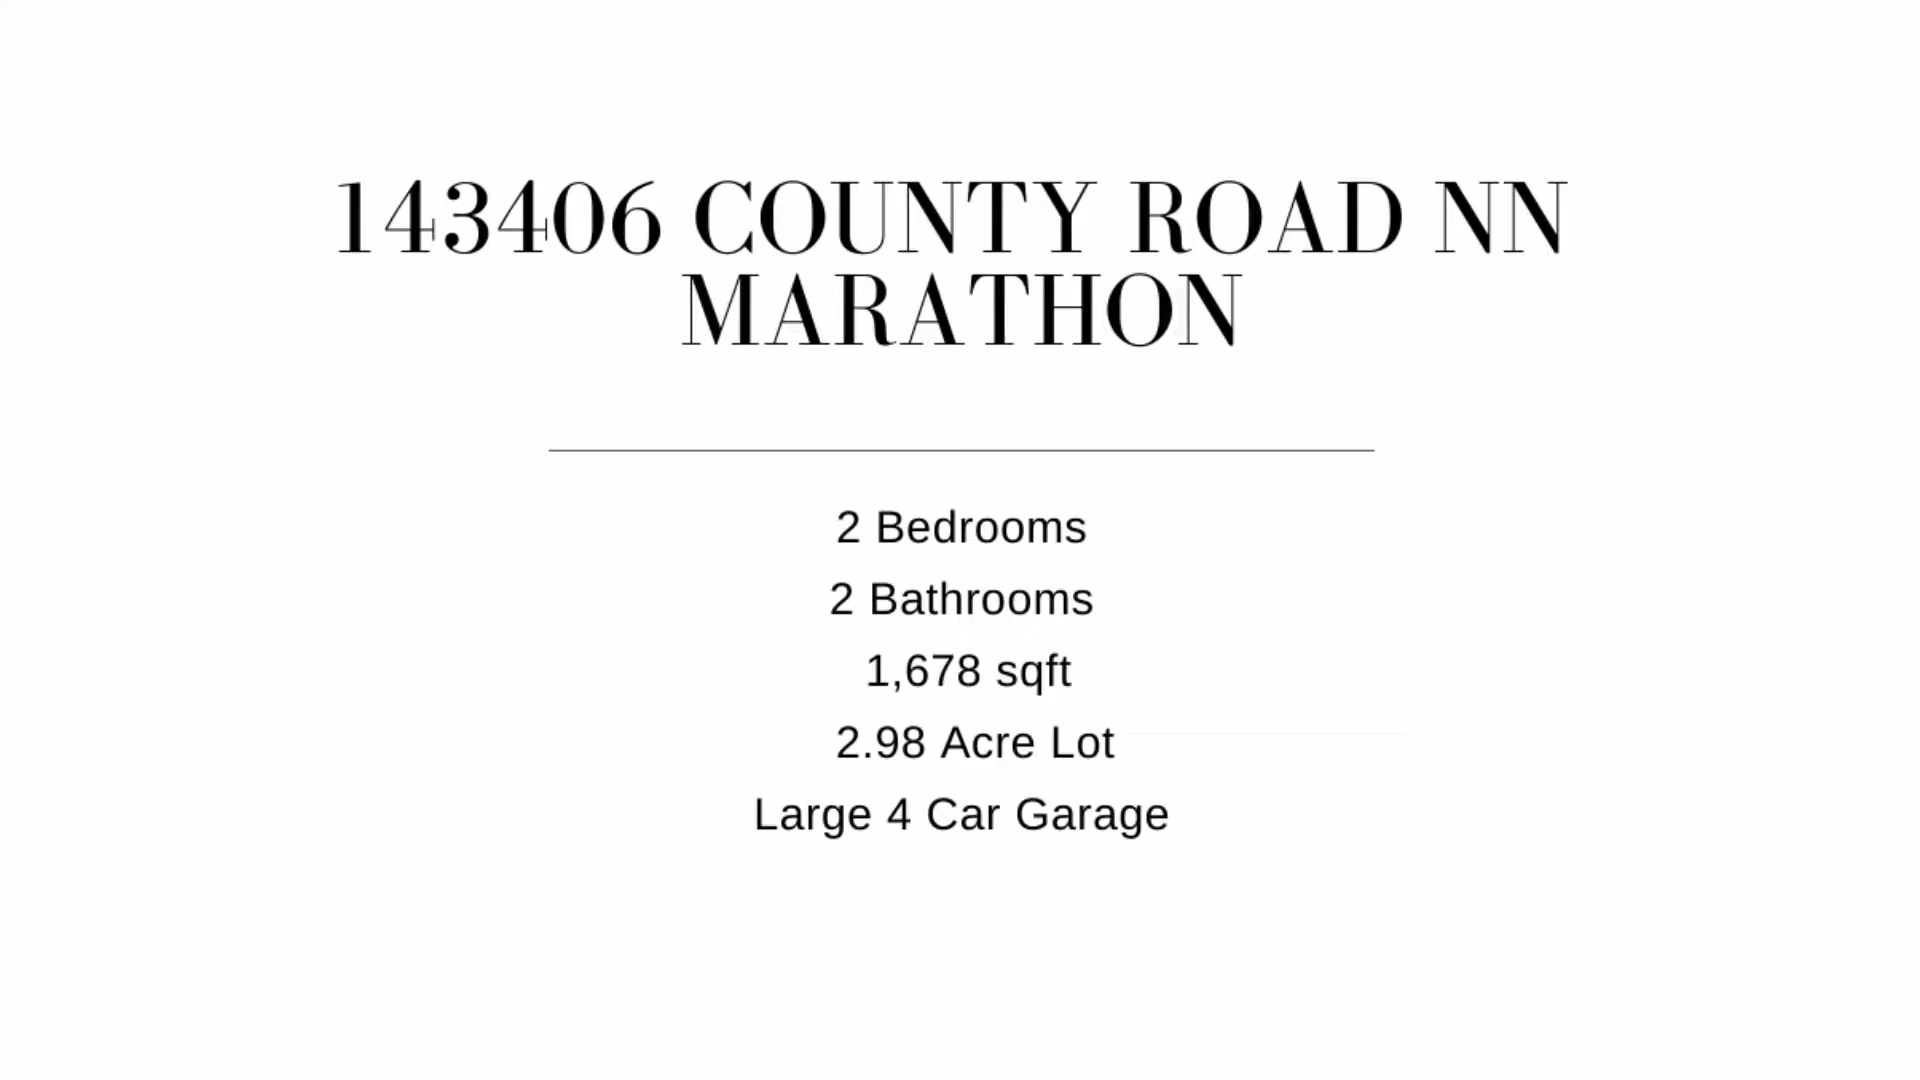 143406 COUNTY ROAD NN
MARATHON
2 Bedrooms
2 Bathrooms
1,678 sqft
2.98 Acre Lot
Large 4 Car Garage